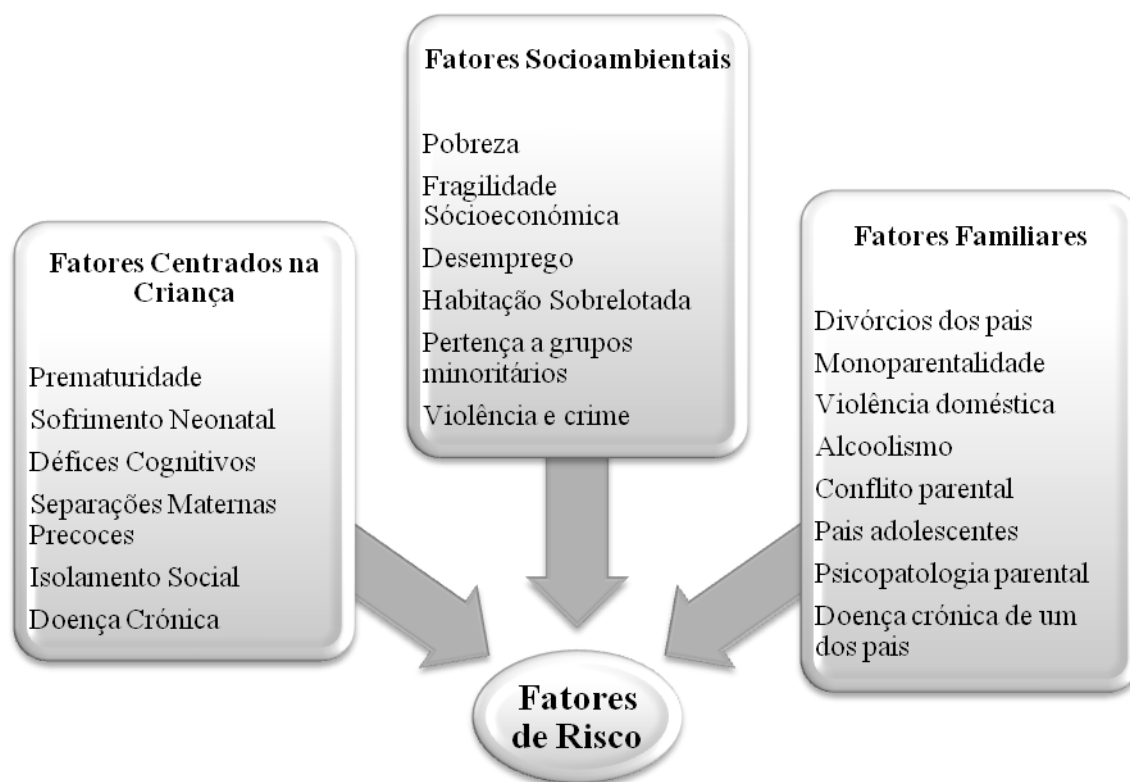 Fatores Centrados na
Criança
Prematuridade
Sofrimento Neonatal
Défices Cognitivos
Separações Maternas
Precoces
Isolamento Social
Doença Crónica
Fatores Socioambientais
Pobreza
Fragilidade
Sócioeconómica
Desemprego
Habitação Sobrelotada
Pertença a grupos
minoritários
Violência e crime
Fatores Familiares
Divórcios dos pais
Monoparentalidade
Violência doméstica
Alcoolismo
Conflito parental
Pais adolescentes
Psicopatologia parental
Doença crónica de um
dos pais
Fatores
de Risco